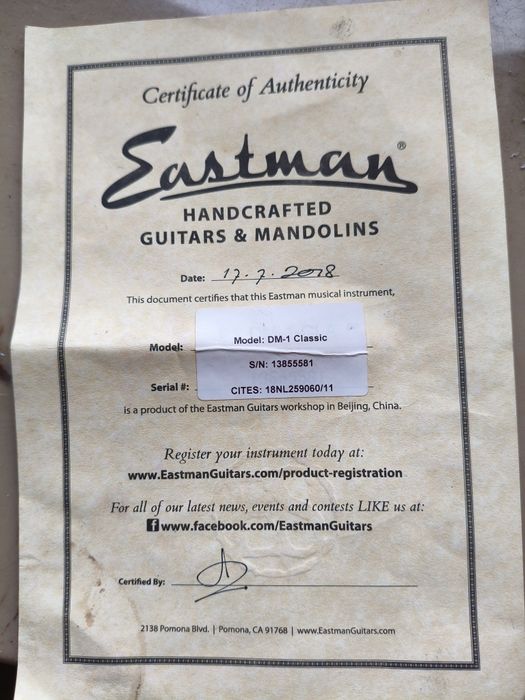 Certificate of Authenticity
Eastman®
HANDCRAFTED
GUITARS & MANDOLINS
Date: 17.7.2018
This document certifies that this Eastman musical instrument,
Model: Model: DM-1 Classic
S/N: 13855581
Serial #: CITES: 18NL259060/11
is a product of the Eastman Guitars workshop in Beijing, China.
Register your instrument today at:
www.EastmanGuitars.com/product-registration
For all of our latest news, events and contests LIKE us at:
f www.facebook.com/EastmanGuitars
Certified By:
2138 Pomona Blvd. | Pomona, CA 91768 | www.EastmanGuitars.com